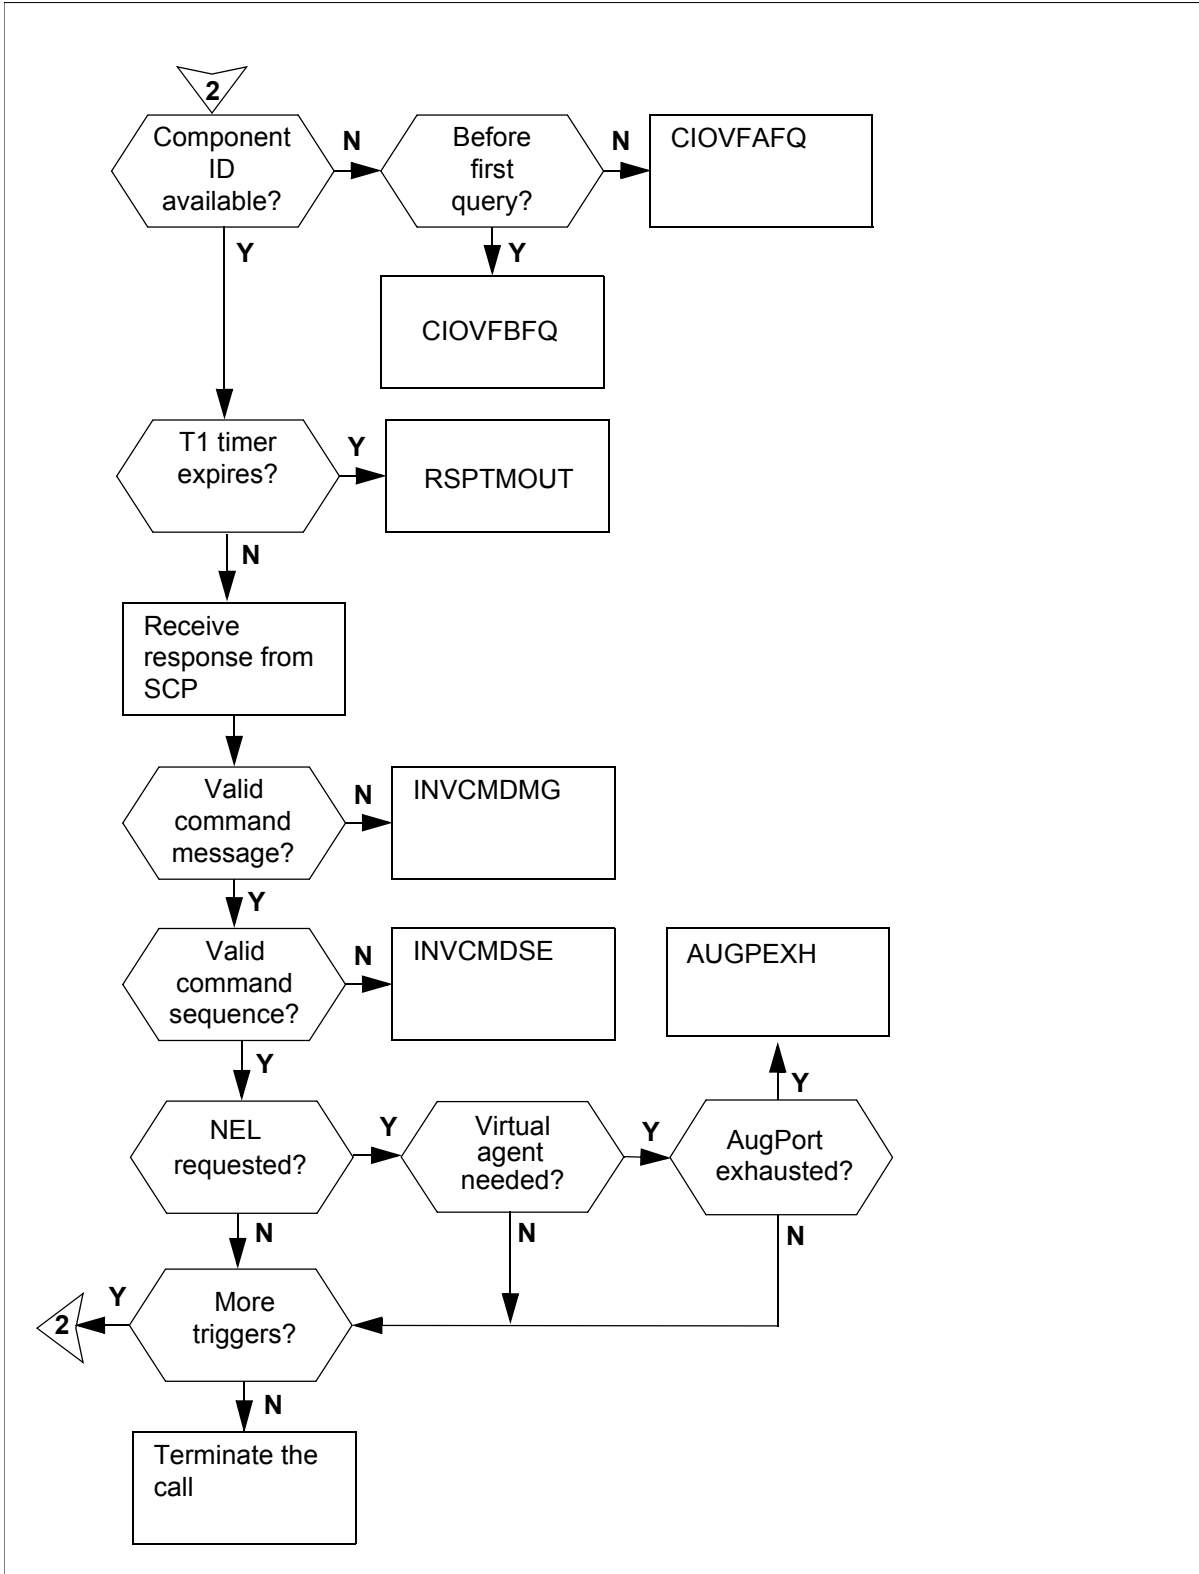 2
Component
ID
available?
N
Before
first
query?
N
CIOVFAFQ
Y
Y
CIOVFBFQ
T1 timer
expires?
Y
RSPTMOUT
N
Receive
response from
SCP
Valid
command
message?
N
INVCMDMG
Y
Valid
command
sequence?
N
INVCMDSE
AUGPEXH
Y
Y
NEL
requested?
Y
Virtual
agent
needed?
Y
AugPort
exhausted?
N
N
N
2
Y
More
triggers?
N
Terminate the
call